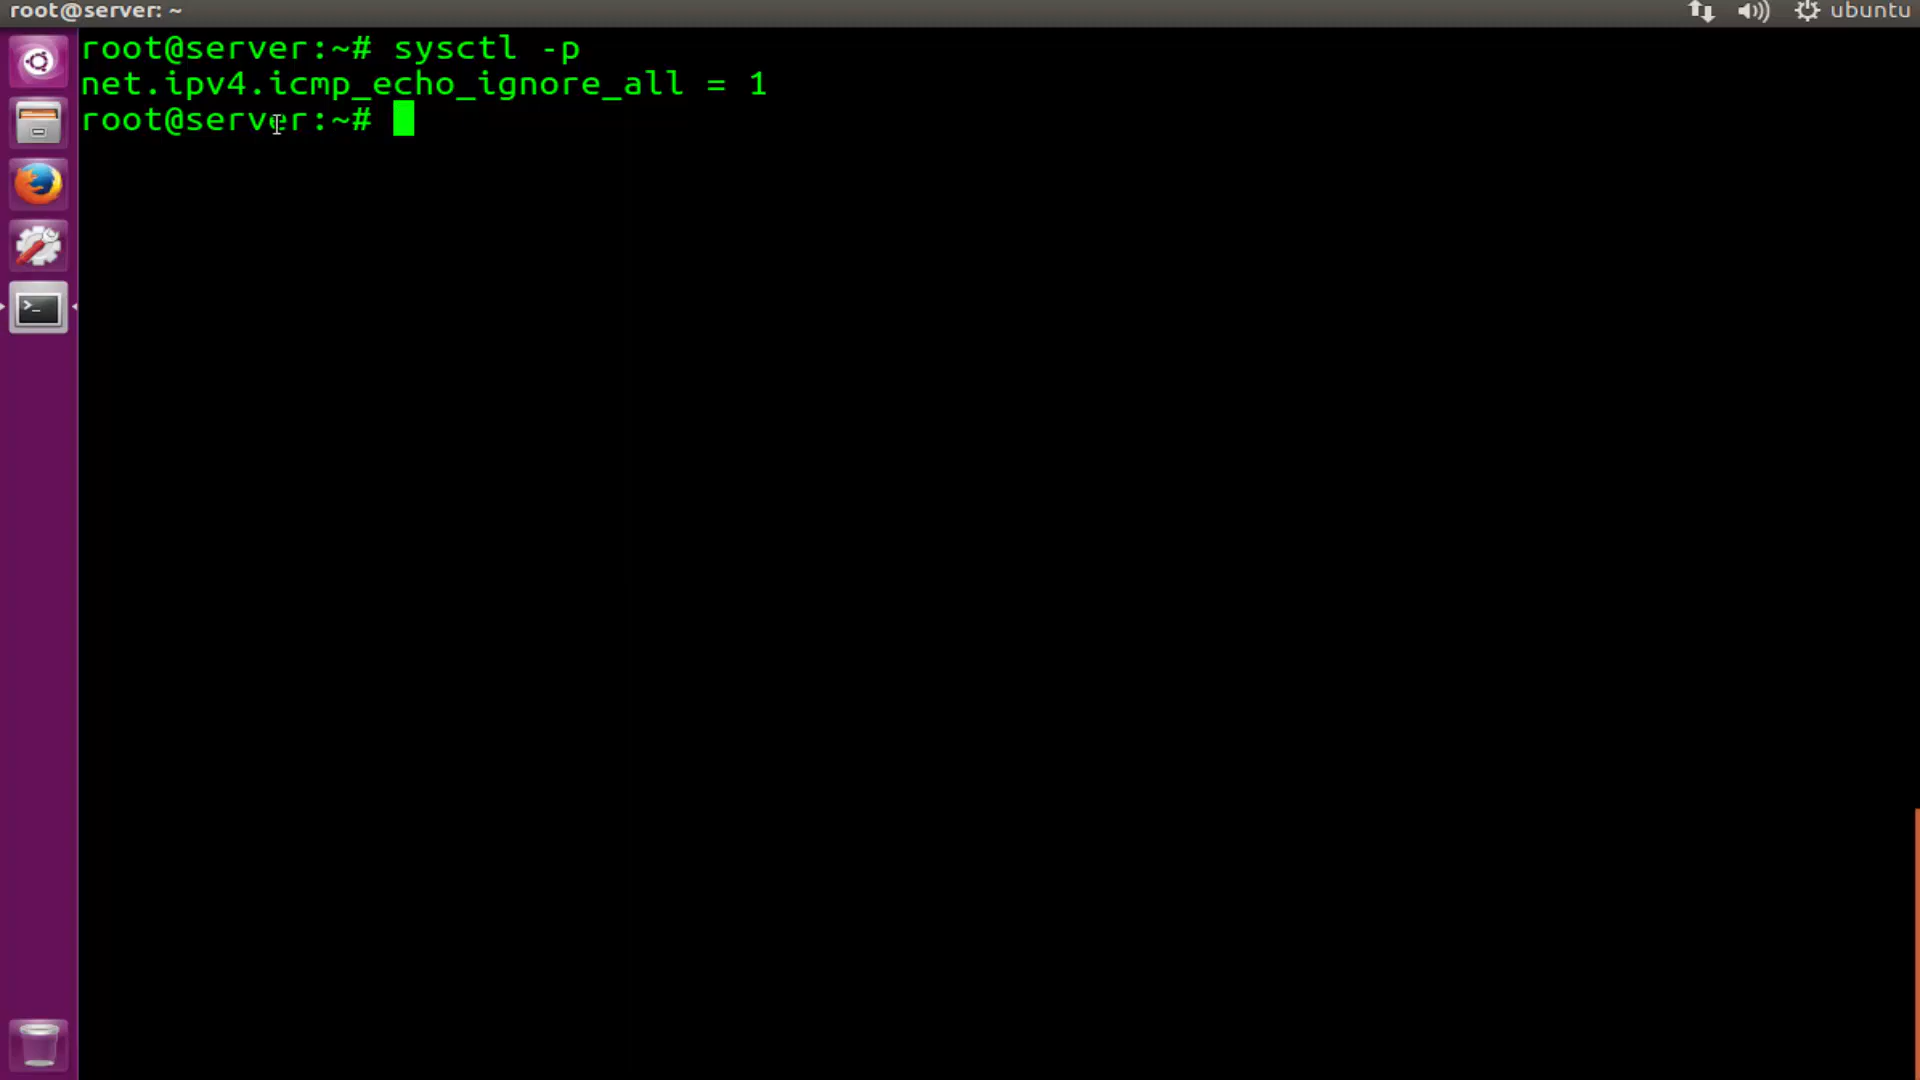 root@server: ~
ubuntu
root@server:~# sysctl -p
net.ipv4.icmp_echo_ignore_all = 1
root@server:~#